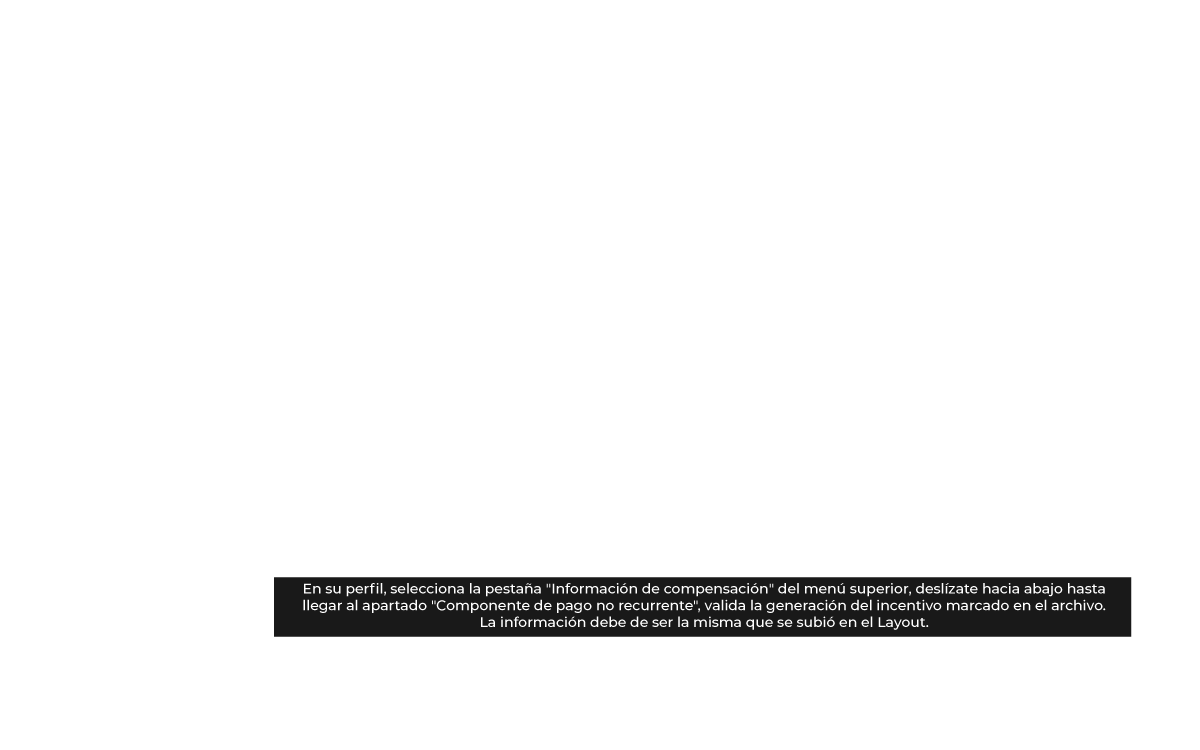 En su perfil, selecciona la pestaña "Información de compensación" del menú superior, deslízate hacia abajo hasta
llegar al apartado "Componente de pago no recurrente", valida la generación del incentivo marcado en el archivo.
La información debe de ser la misma que se subió en el Layout.